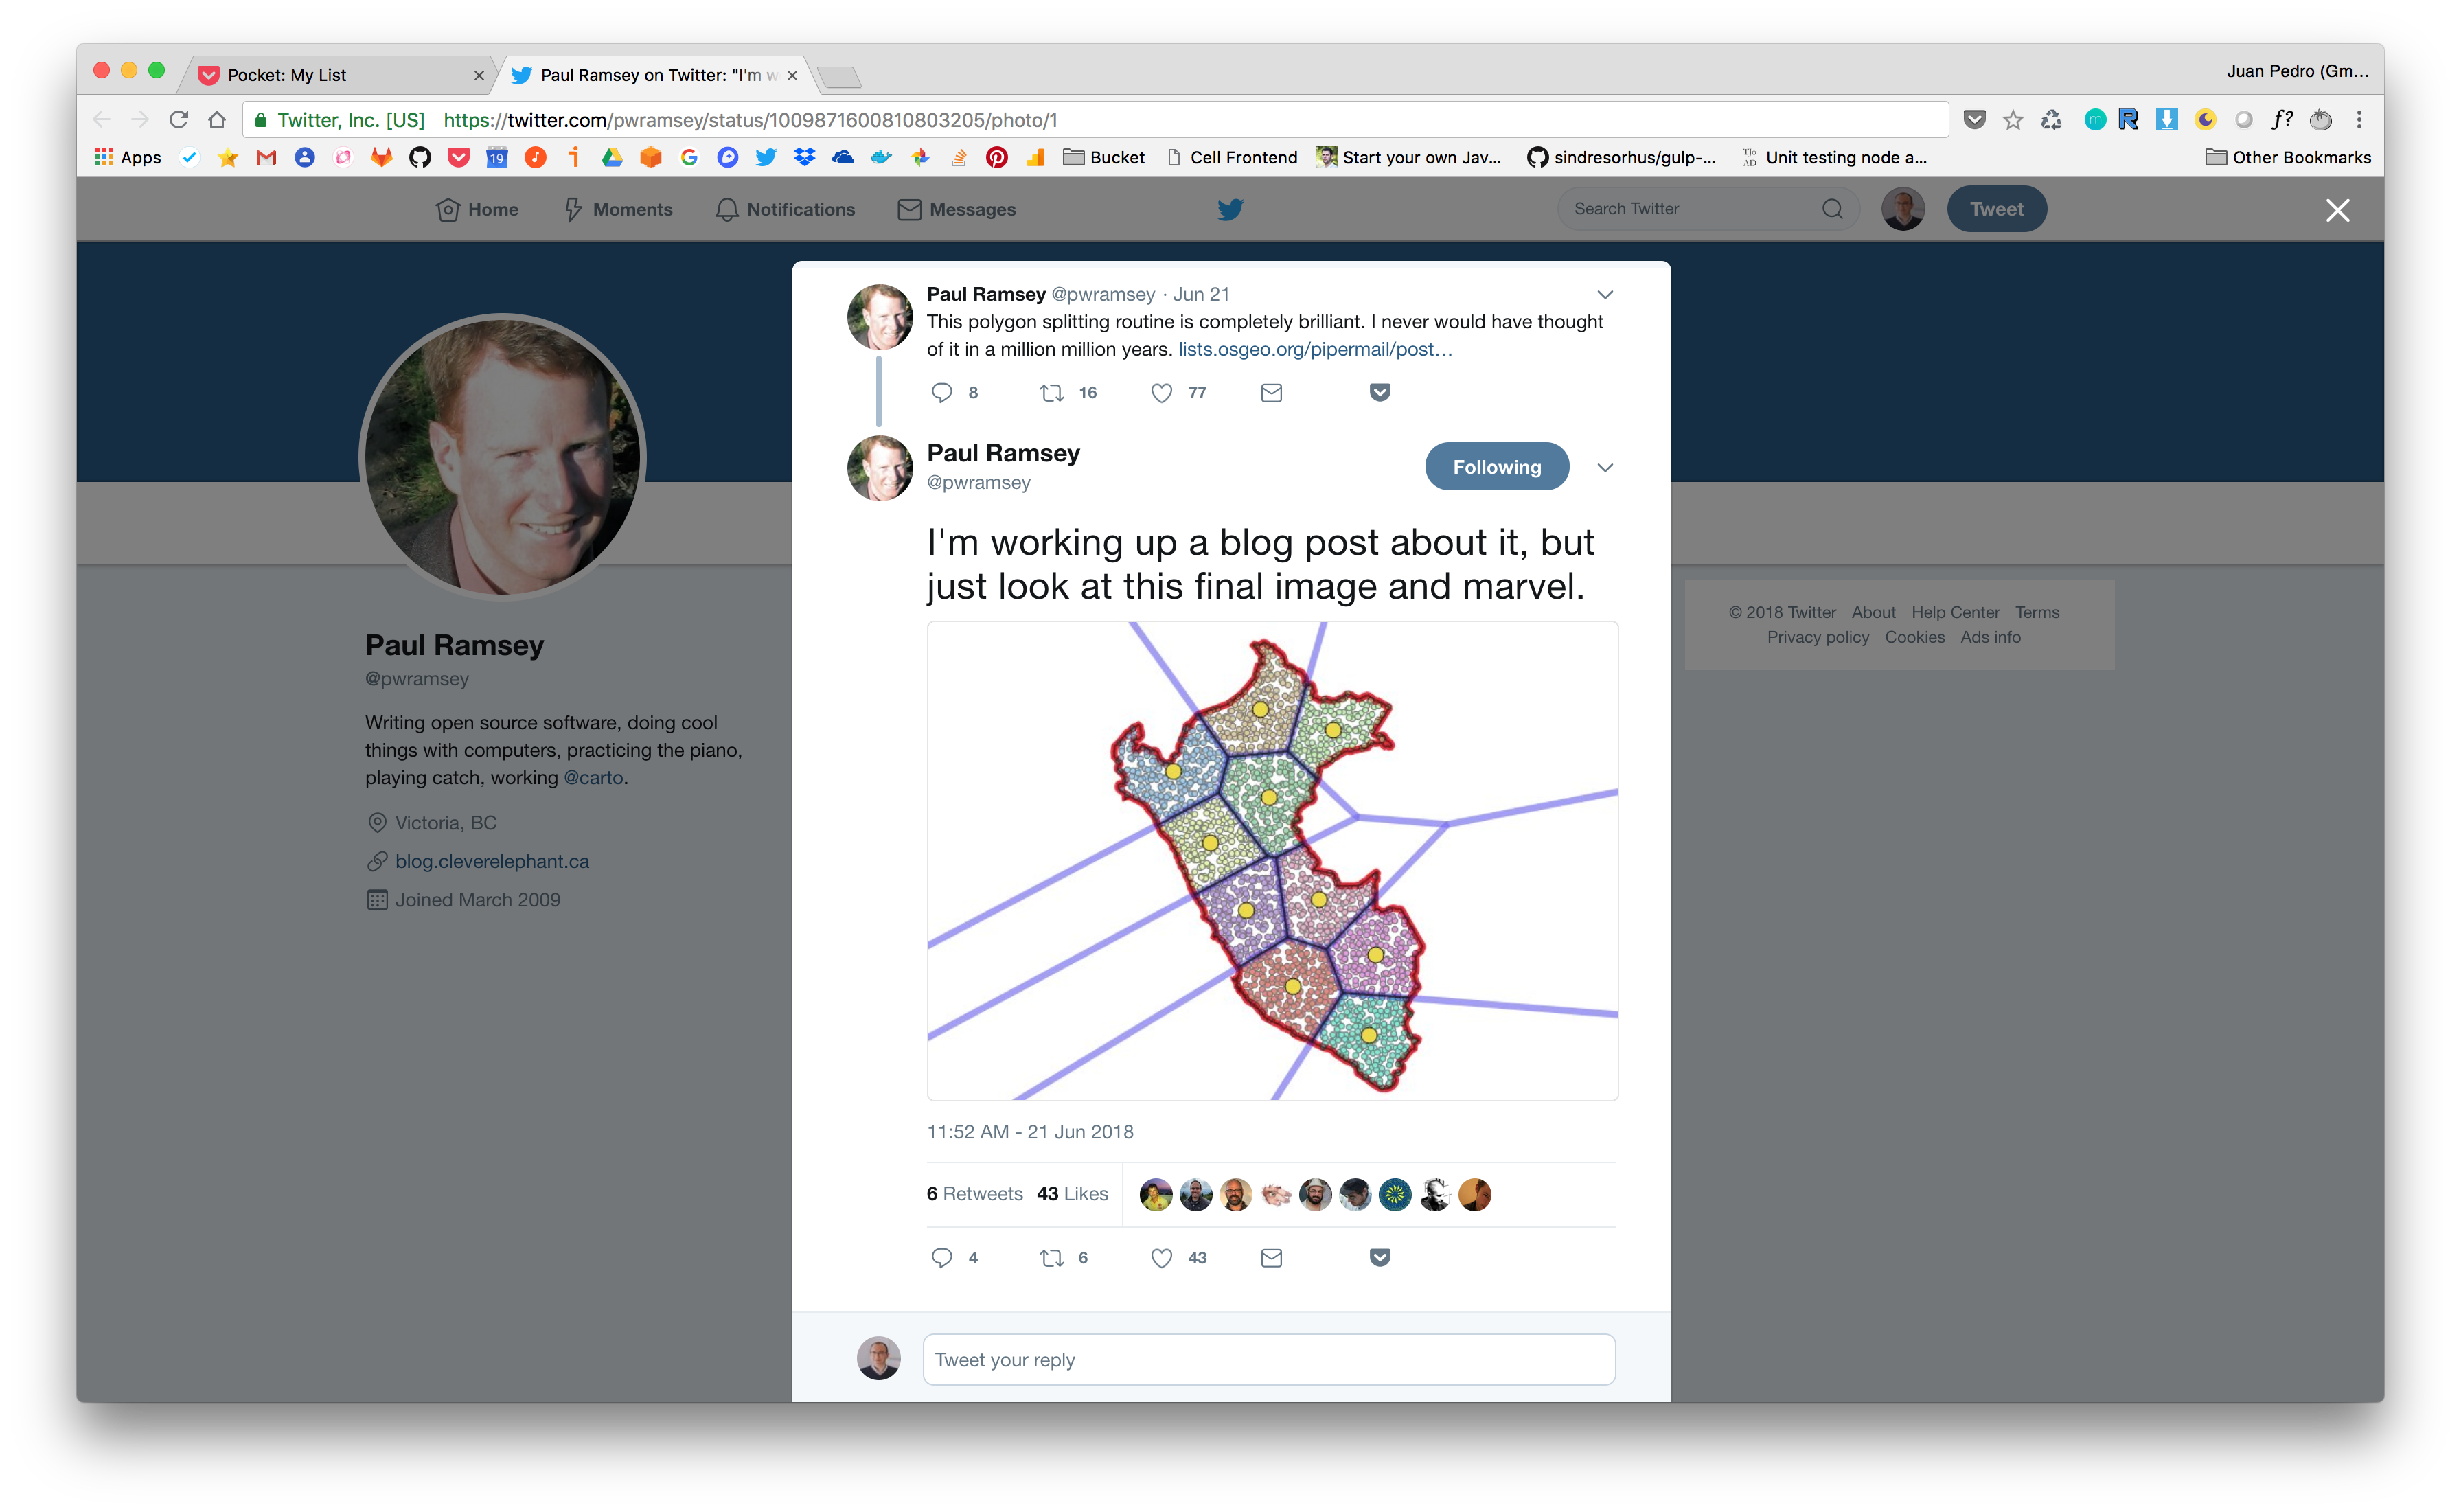 Pocket: My List
Paul Ramsey on Twitter: "I'm w
Juan Pedro (Gm...
Twitter, Inc. [US] https://twitter.com/pwramsey/status/1009871600810803205/photo/1
f?
Apps 19 Bucket Cell Frontend Start your own Jav... sindresorhus/gulp-... TJo AD Unit testing node a... Other Bookmarks
Home Moments Notifications Messages Search Twitter Tweet
Paul Ramsey @pwramsey · Jun 21
This polygon splitting routine is completely brilliant. I never would have thought
of it in a million million years. lists.osgeo.org/pipermail/post…
8 16 77
Paul Ramsey
@pwramsey
Following
I'm working up a blog post about it, but
just look at this final image and marvel.
11:52 AM - 21 Jun 2018
6 Retweets 43 Likes
4 6 43
Tweet your reply
Paul Ramsey
@pwramsey
Writing open source software, doing cool
things with computers, practicing the piano,
playing catch, working @carto.
Victoria, BC
blog.cleverelephant.ca
Joined March 2009
© 2018 Twitter About Help Center Terms
Privacy policy Cookies Ads info